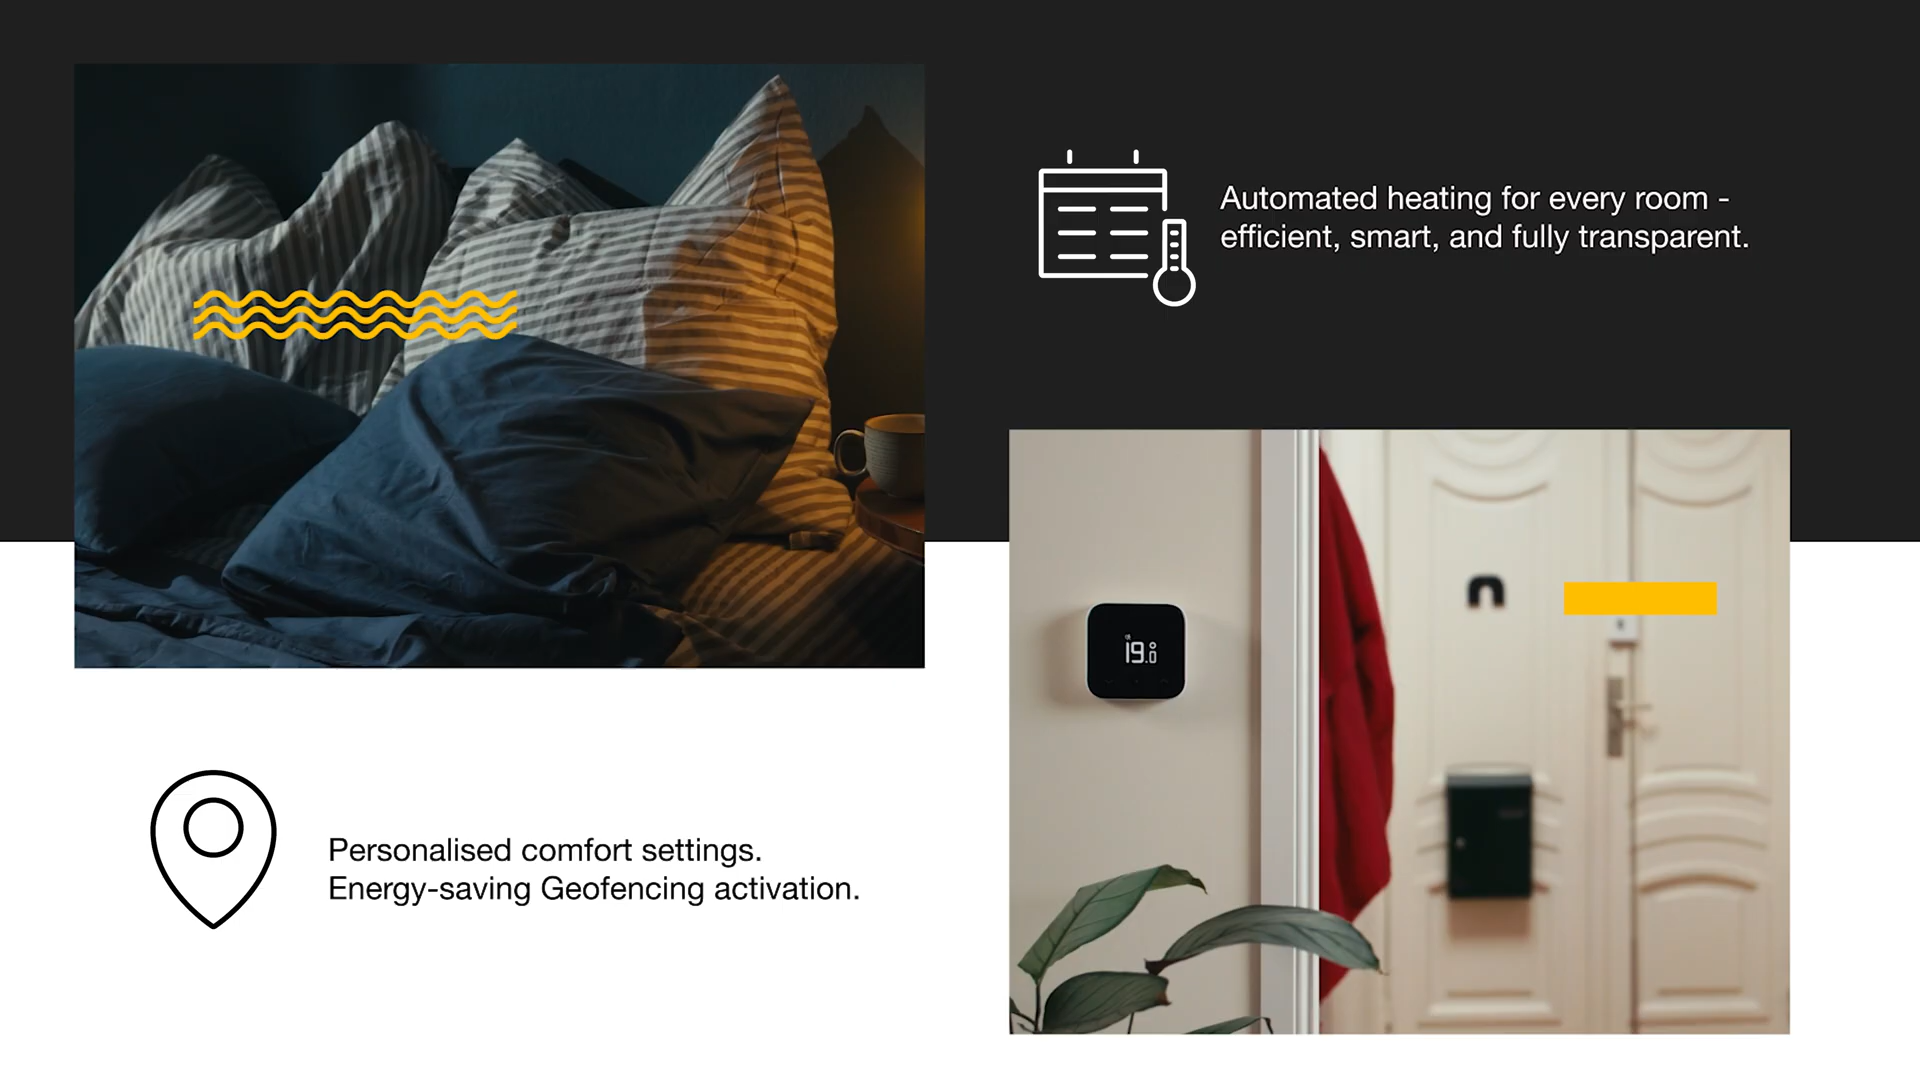 Automated heating for every room -
efficient, smart, and fully transparent.
19.0
Personalised comfort settings.
Energy-saving Geofencing activation.